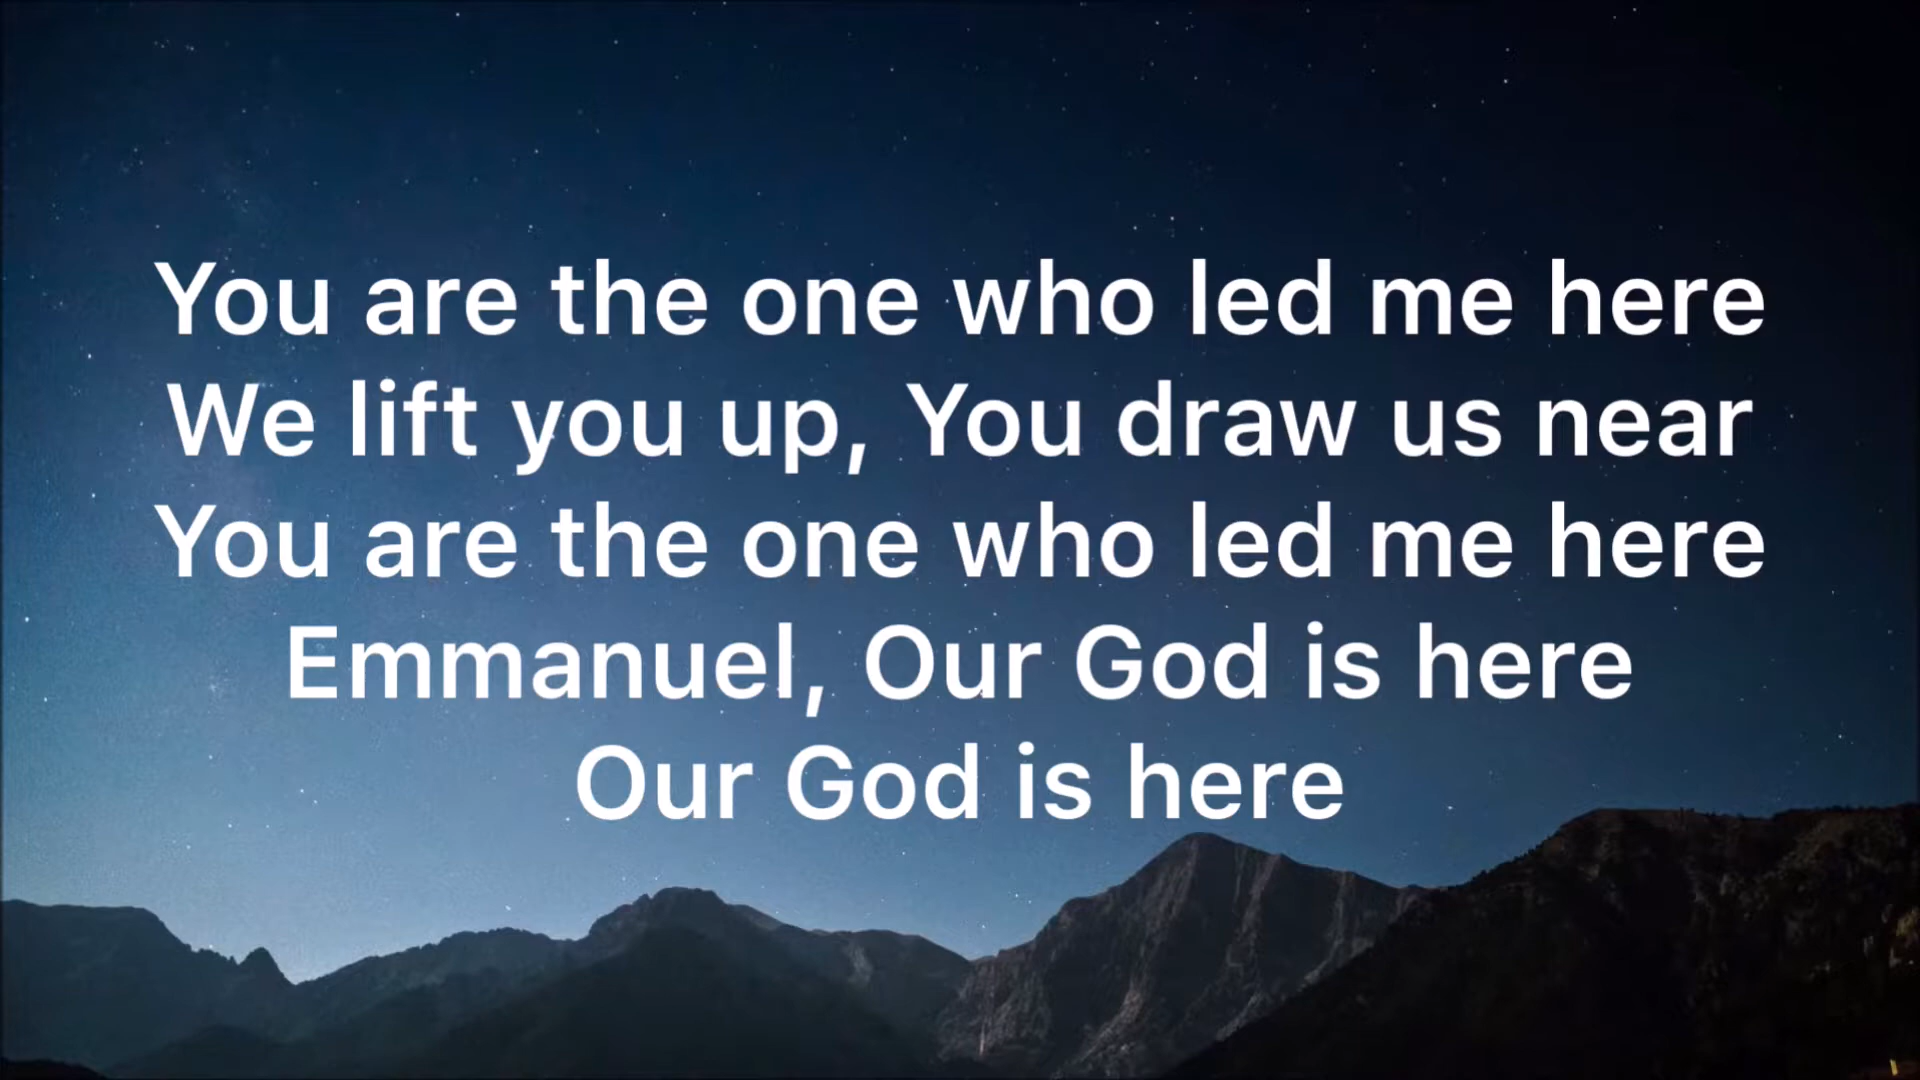 You are the one who led me here
We lift you up, You draw us near
You are the one who led me here
Emmanuel, Our God is here
Our God is here